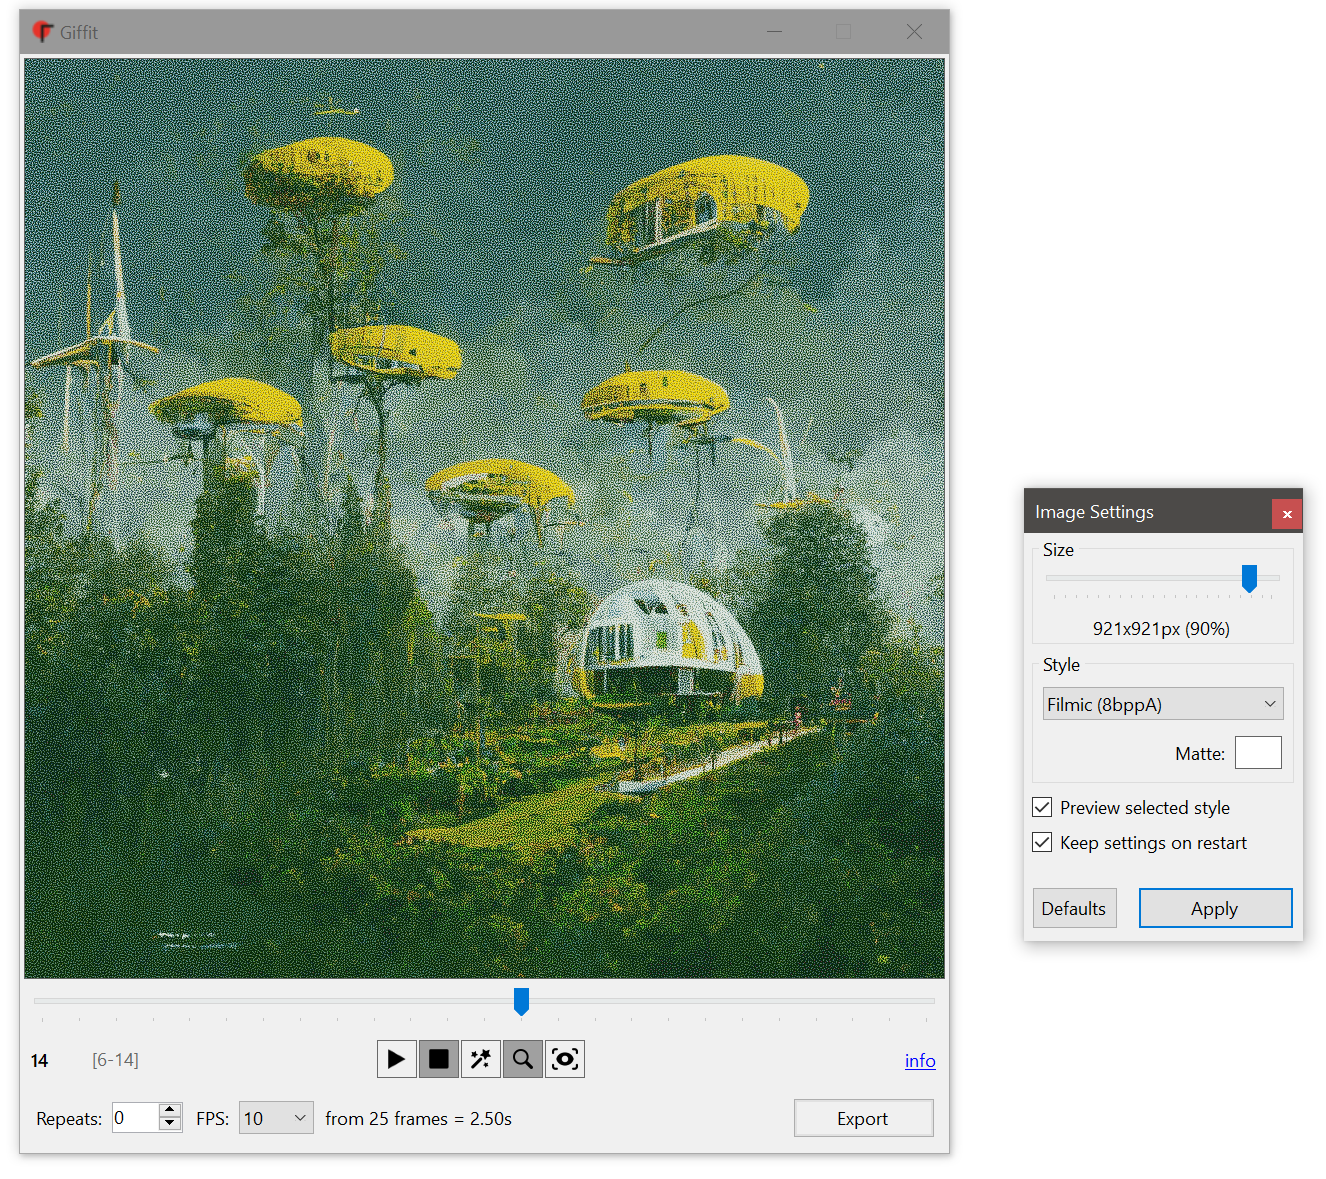 Giffit
Image Settings
Size
921x921px (90%)
Style
Filmic (8bppA)
Matte:
Preview selected style
Keep settings on restart
Defaults
Apply
14
[6-14]
info
Repeats:
0
FPS:
10
from 25 frames = 2.50s
Export